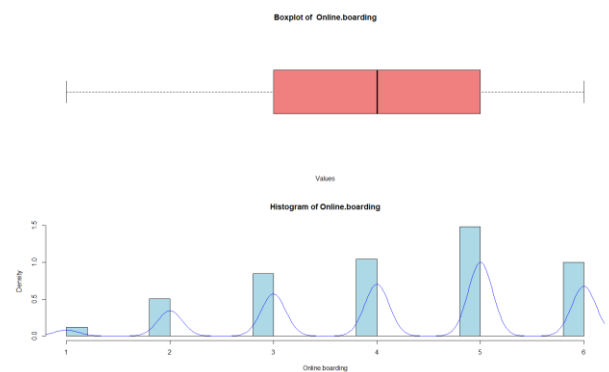 Boxplot of Online.boarding
Values
Histogram of Online.boarding
Density
0.0
0.5
1.0
1.5
1 2 3 4 5 6
Online.boarding